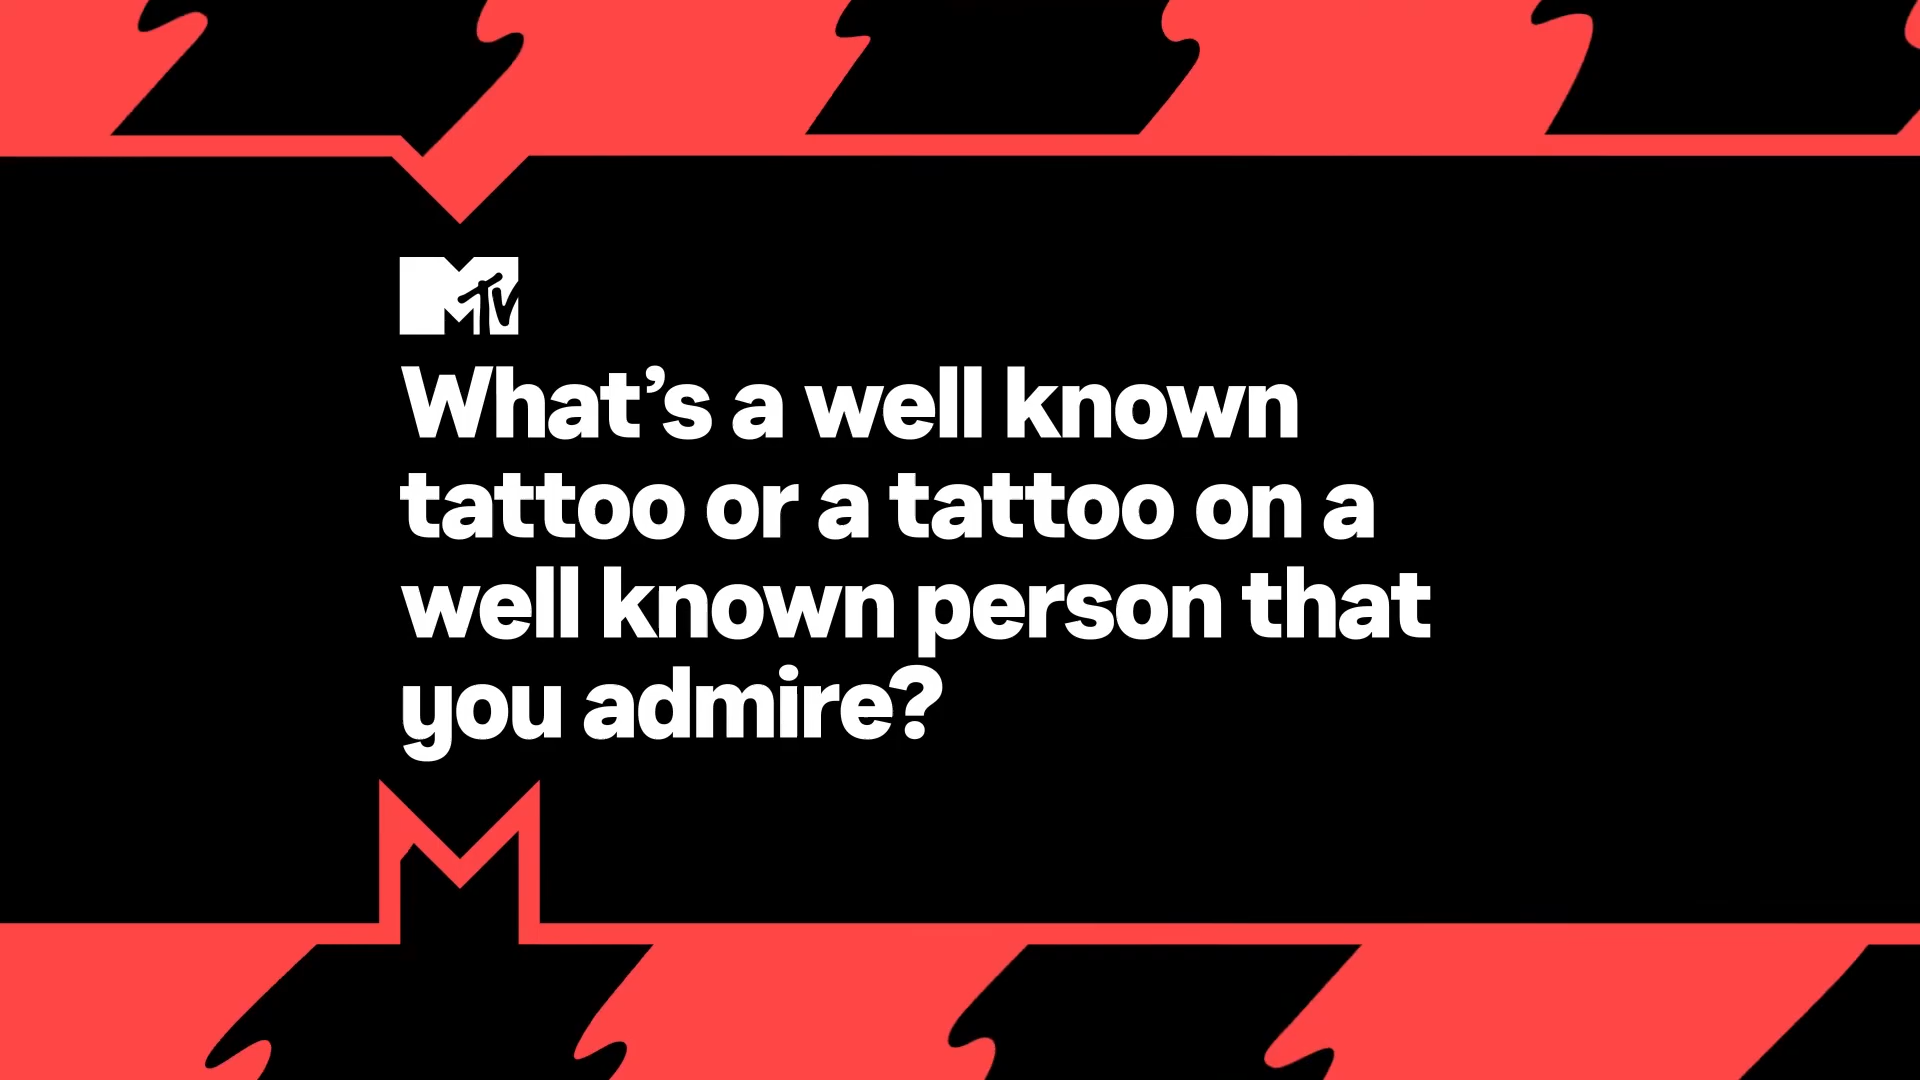 MTV
What’s a well known
tattoo or a tattoo on a
well known person that
you admire?